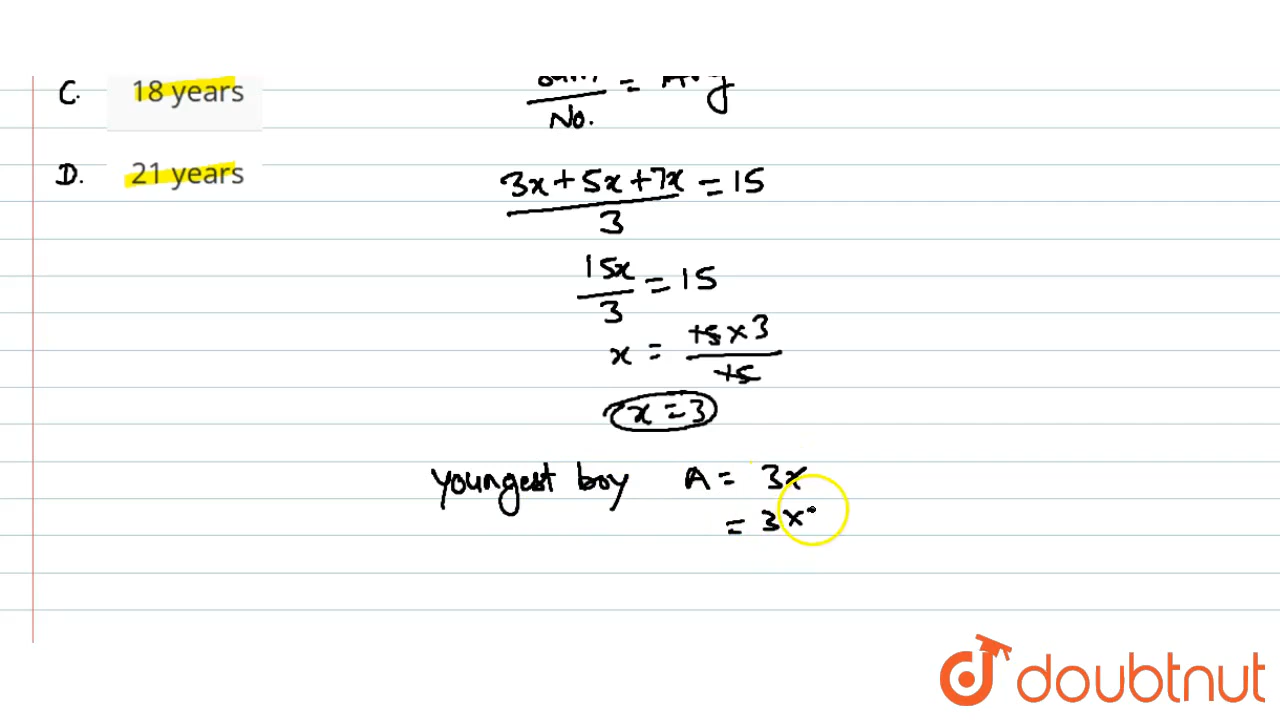 C. 18 years
= Avg
No.
D. 21 years
3x + 5x + 7x = 15
3
15x = 15
3
x = 15 x 3
15
x = 3
youngest boy A = 3x
= 3x
doubtnut